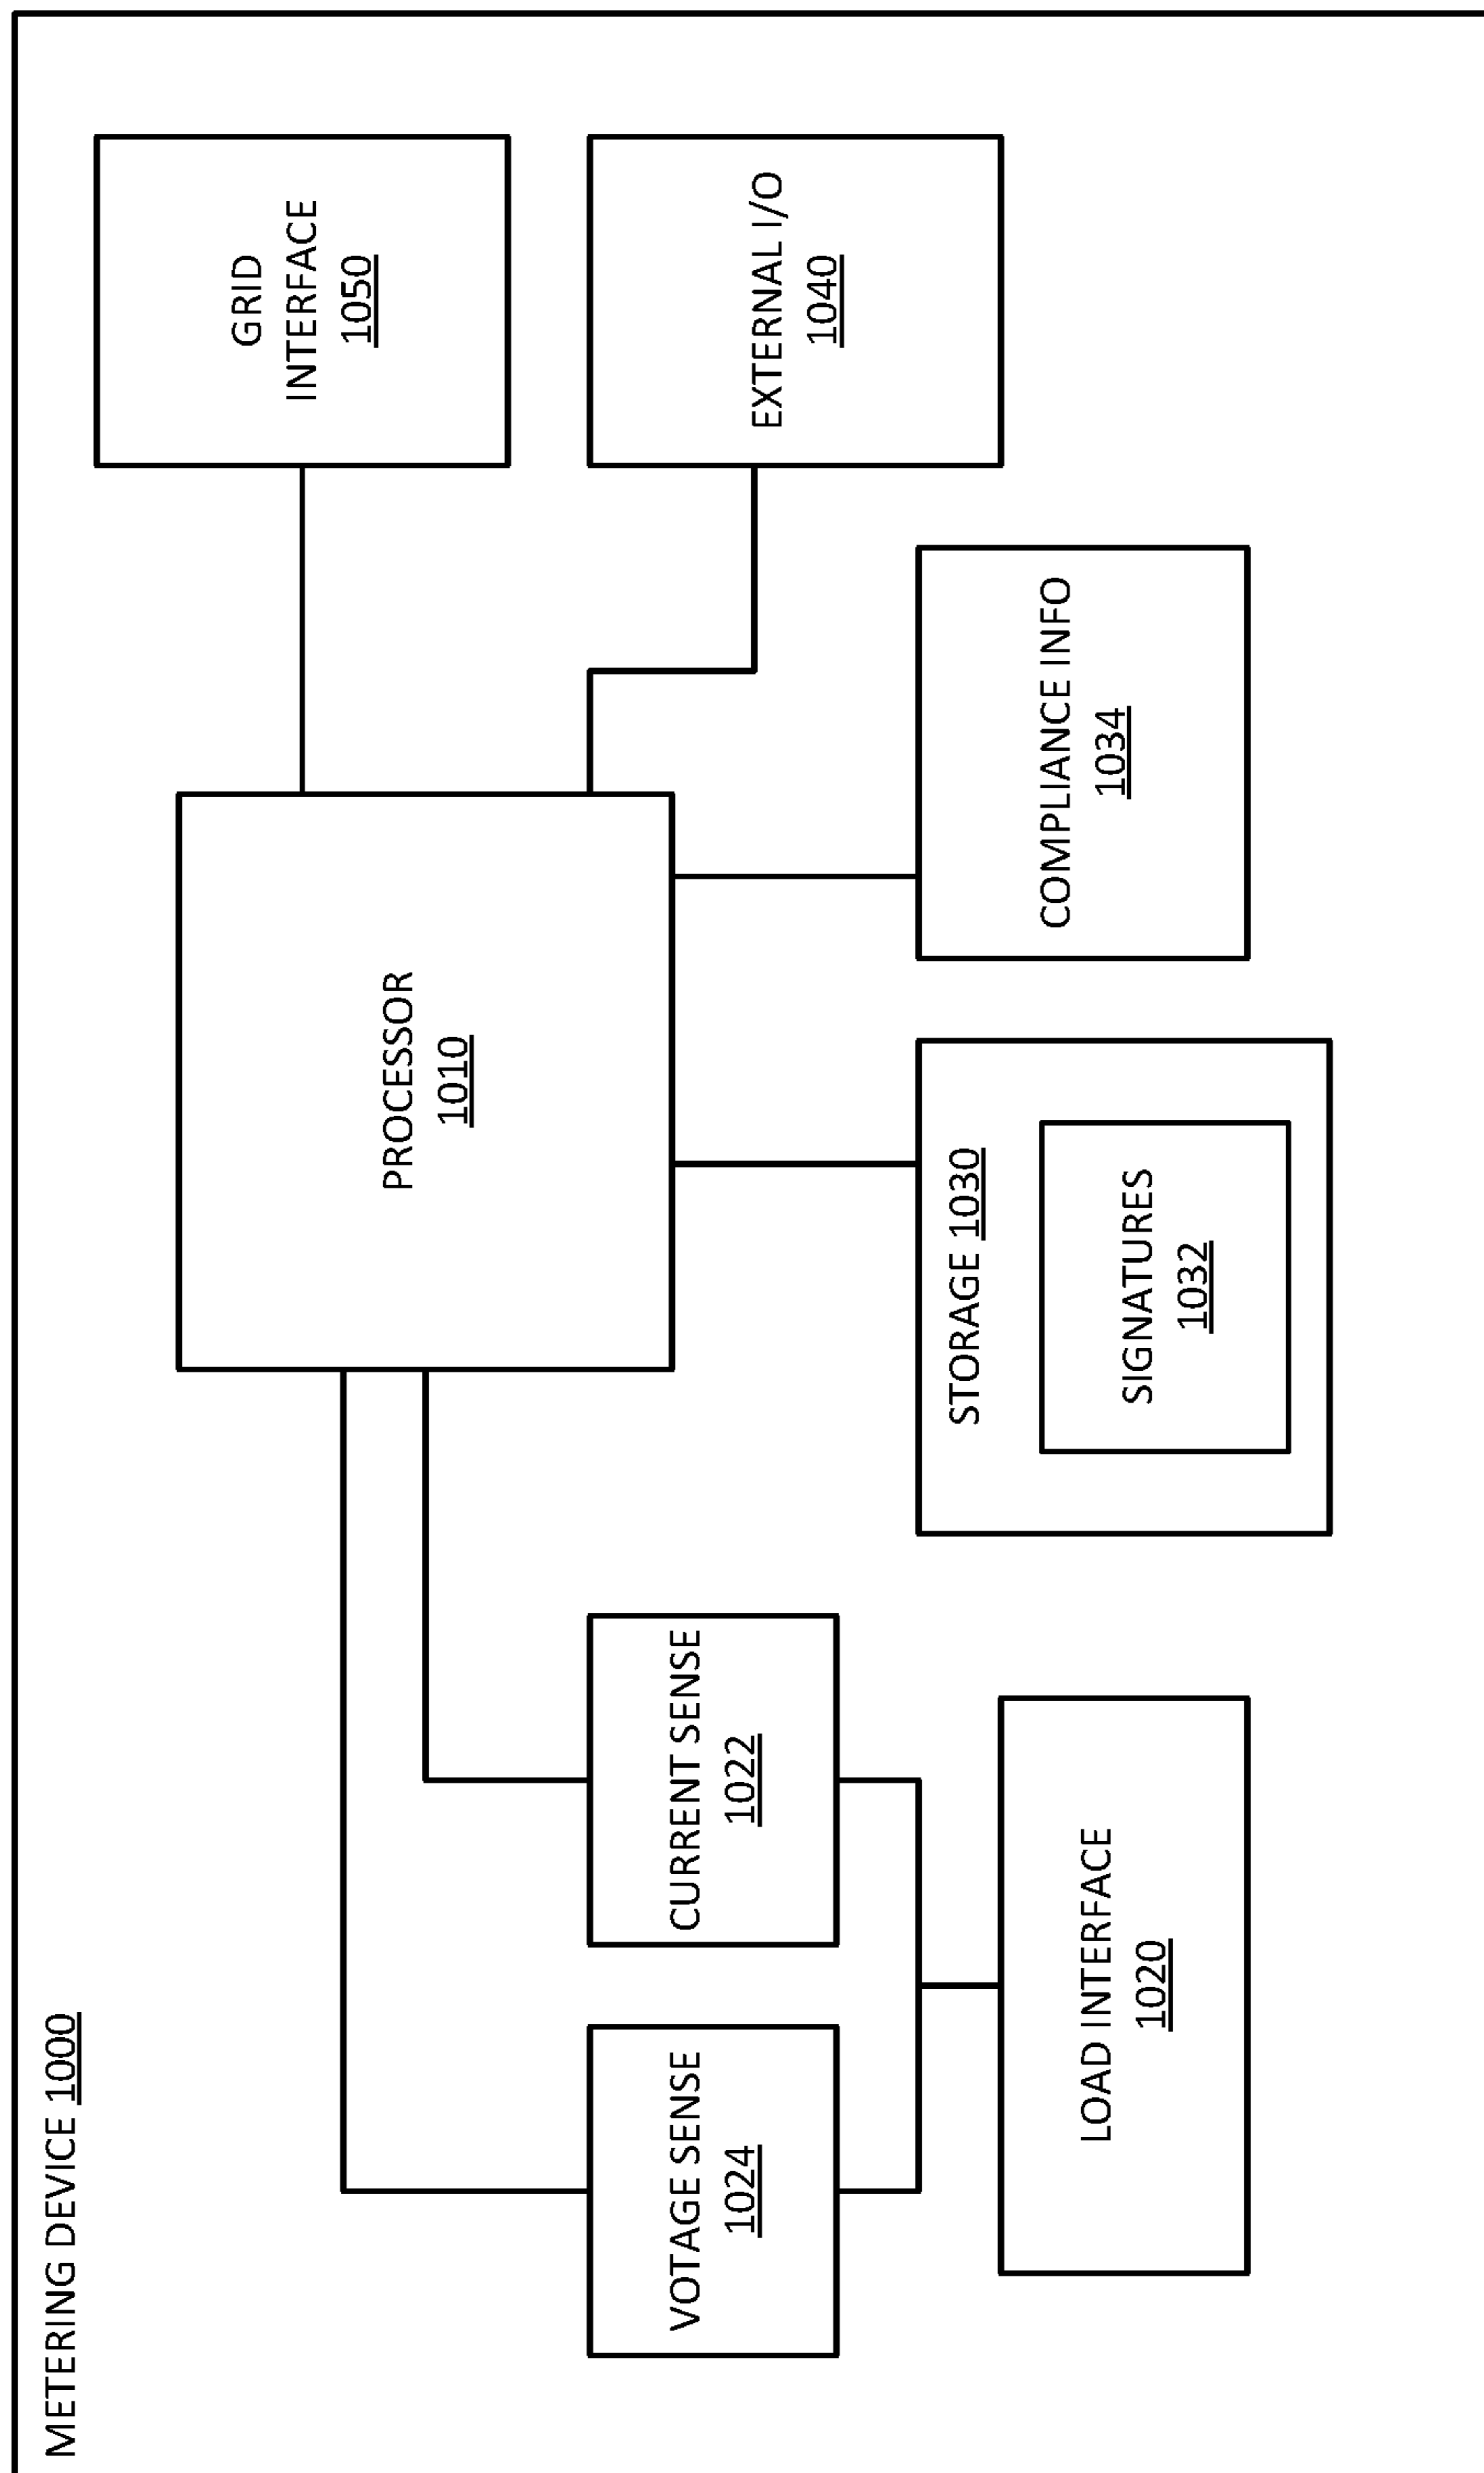 METERING DEVICE 1000
PROCESSOR
1010
GRID
INTERFACE
1050
VOTAGE SENSE
1024
CURRENT SENSE
1022
EXTERNAL I/O
1040
LOAD INTERFACE
1020
STORAGE 1030
SIGNATURES
1032
COMPLIANCE INFO
1034